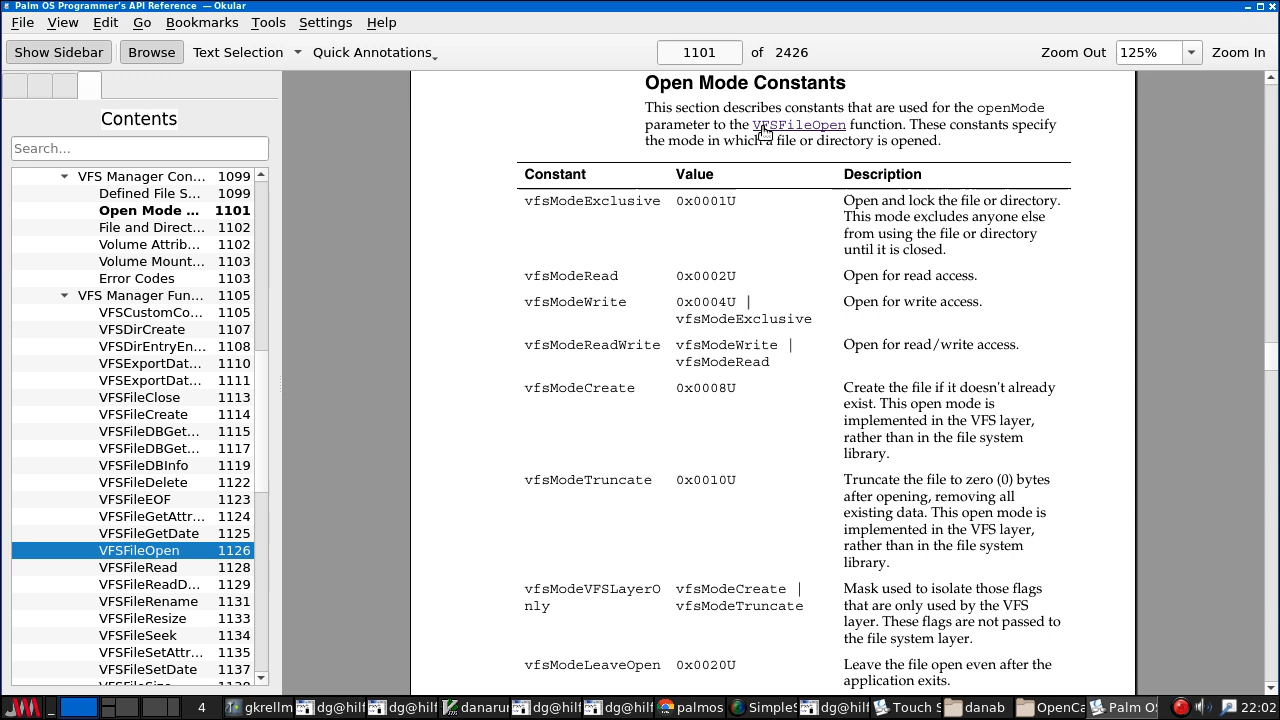 Palm OS Programmer's API Reference — Okular
File View Edit Go Bookmarks Tools Settings Help
Show Sidebar Browse Text Selection Quick Annotations 1101 of 2426 Zoom Out 125% Zoom In
Contents
Search...
VFS Manager Con... 1099
Defined File S... 1099
Open Mode ... 1101
File and Direct... 1102
Volume Attrib... 1102
Volume Mount... 1103
Error Codes 1103
VFS Manager Fun... 1105
VFSCustomCo... 1105
VFSDirCreate 1107
VFSDirEntryEn... 1108
VFSExportDat... 1110
VFSExportDat... 1111
VFSFileClose 1113
VFSFileCreate 1114
VFSFileDBGet... 1115
VFSFileDBGet... 1117
VFSFileDBInfo 1119
VFSFileDelete 1122
VFSFileEOF 1123
VFSFileGetAttr... 1124
VFSFileGetDate 1125
VFSFileOpen 1126
VFSFileRead 1128
VFSFileReadD... 1129
VFSFileRename 1131
VFSFileResize 1133
VFSFileSeek 1134
VFSFileSetAttr... 1135
VFSFileSetDate 1137
Open Mode Constants
This section describes constants that are used for the openMode
parameter to the VFSFileOpen function. These constants specify
the mode in which a file or directory is opened.
Constant Value Description
vfsModeExclusive 0x0001U Open and lock the file or directory.
This mode excludes anyone else
from using the file or directory
until it is closed.
vfsModeRead 0x0002U Open for read access.
vfsModeWrite 0x0004U | Open for write access.
vfsModeExclusive
vfsModeReadWrite vfsModeWrite | Open for read/write access.
vfsModeRead
vfsModeCreate 0x0008U Create the file if it doesn't already
exist. This open mode is
implemented in the VFS layer,
rather than in the file system
library.
vfsModeTruncate 0x0010U Truncate the file to zero (0) bytes
after opening, removing all
existing data. This open mode is
implemented in the VFS layer,
rather than in the file system
library.
vfsModeVFSLayerO vfsModeCreate | Mask used to isolate those flags
nly vfsModeTruncate that are only used by the VFS
layer. These flags are not passed to
the file system layer.
vfsModeLeaveOpen 0x0020U Leave the file open even after the
application exits.
4 gkrellm dg@hilf dg@hilf danarun dg@hilf dg@hilf palmos SimpleS dg@hilf Touch S danab OpenCa Palm OS 22:02